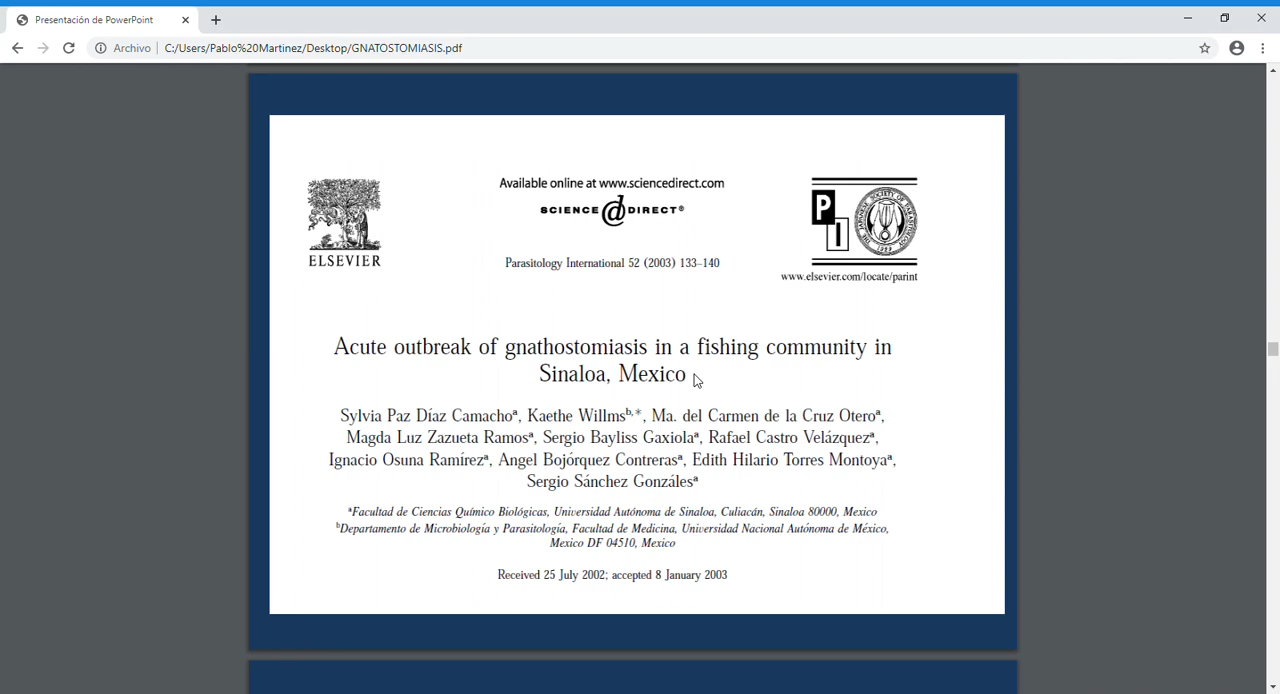 Presentación de PowerPoint
Archivo
C:/Users/Pablo%20Martinez/Desktop/GNATOSTOMIASIS.pdf
ELSEVIER
Available online at www.sciencedirect.com
SCIENCE @ DIRECT®
Parasitology International 52 (2003) 133–140
P
I
www.elsevier.com/locate/parint
Acute outbreak of gnathostomiasis in a fishing community in
Sinaloa, Mexico
Sylvia Paz Díaz Camachoᵃ, Kaethe Willmsᵇ,*, Ma. del Carmen de la Cruz Oteroᵃ,
Magda Luz Zazueta Ramosᵃ, Sergio Bayliss Gaxiolaᵃ, Rafael Castro Velázquezᵃ,
Ignacio Osuna Ramírezᵃ, Angel Bojórquez Contrerasᵃ, Edith Hilario Torres Montoyaᵃ,
Sergio Sánchez Gonzálesᵃ
ᵃFacultad de Ciencias Químico Biológicas, Universidad Autónoma de Sinaloa, Culiacán, Sinaloa 80000, Mexico
ᵇDepartamento de Microbiología y Parasitología, Facultad de Medicina, Universidad Nacional Autónoma de México,
Mexico DF 04510, Mexico
Received 25 July 2002; accepted 8 January 2003